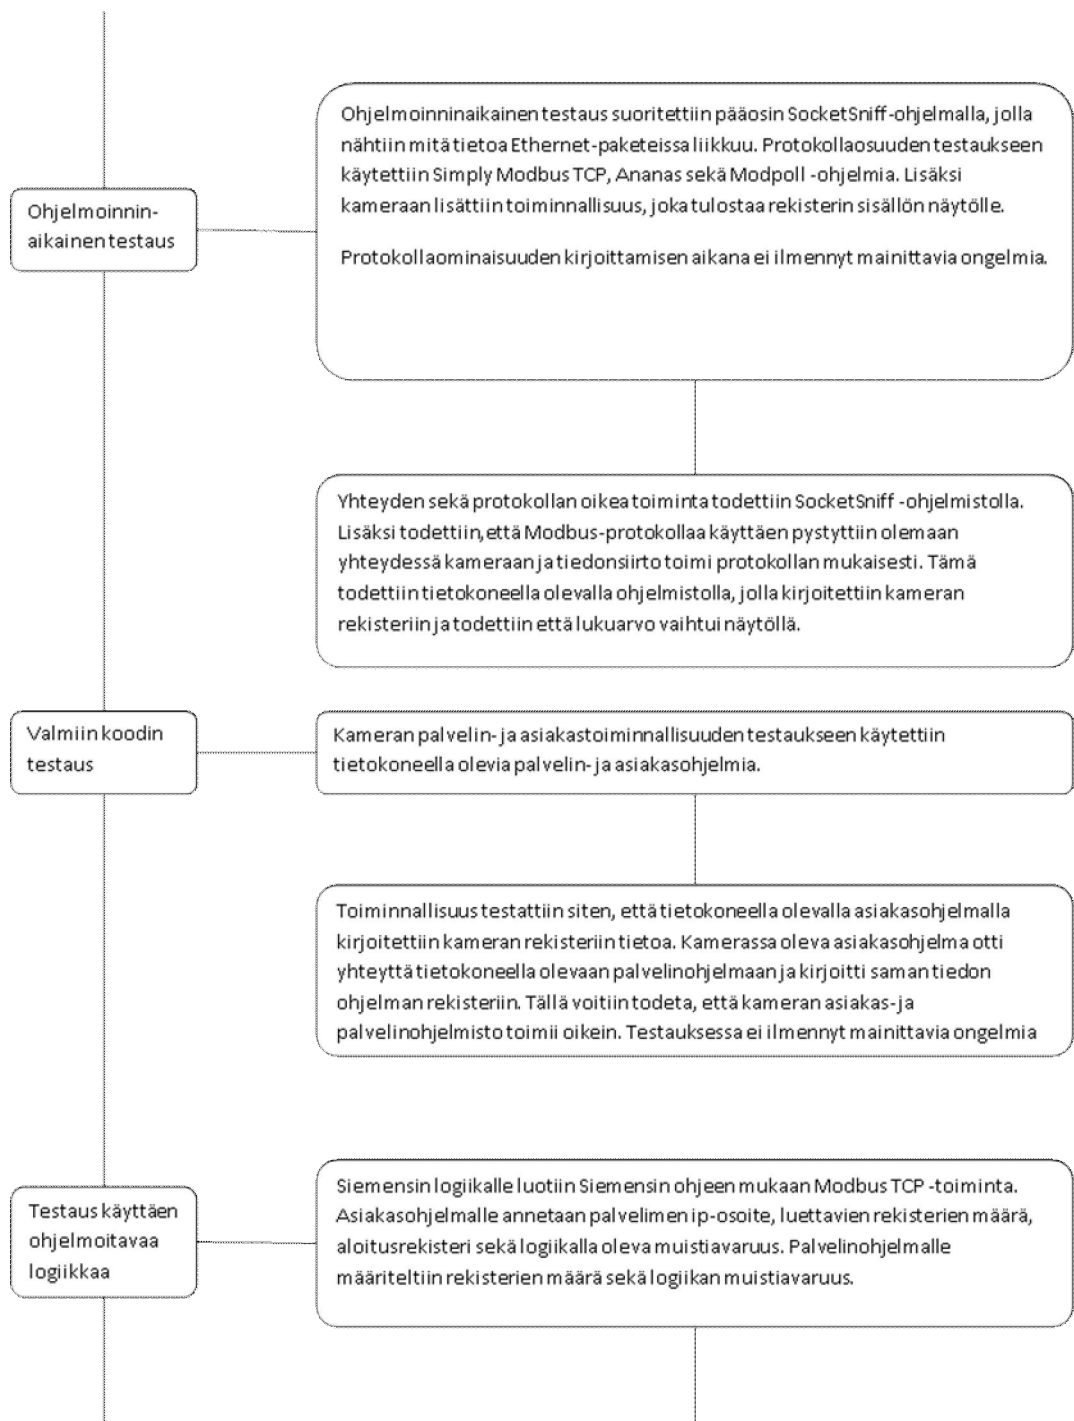 Ohjelmoinnin-
aikainen testaus
Ohjelmoinninaikainen testaus suoritettiin pääosin SocketSniff-ohjelmalla, jolla
nähtiin mitä tietoa Ethernet-paketeissa liikkuu. Protokollaosuuden testaukseen
käytettiin Simply Modbus TCP, Ananas sekä Modpoll -ohjelmia. Lisäksi
kameraan lisättiin toiminnallisuus, joka tulostaa rekisterin sisällön näytölle.
Protokollaominaisuuden kirjoittamisen aikana ei ilmennyt mainittavia ongelmia.
Yhteyden sekä protokollan oikea toiminta todettiin SocketSniff -ohjelmistolla.
Lisäksi todettiin, että Modbus-protokollaa käyttäen pystyttiin olemaan
yhteydessä kameraan ja tiedonsiirto toimi protokollan mukaisesti. Tämä
todettiin tietokoneella olevalla ohjelmistolla, jolla kirjoitettiin kameran
rekisteriin ja todettiin että lukuarvo vaihtui näytöllä.
Valmiin koodin
testaus
Kameran palvelin- ja asiakastoiminnallisuuden testaukseen käytettiin
tietokoneella olevia palvelin- ja asiakasohjelmia.
Toiminnallisuus testattiin siten, että tietokoneella olevalla asiakasohjelmalla
kirjoitettiin kameran rekisteriin tietoa. Kamerassa oleva asiakasohjelma otti
yhteyttä tietokoneella olevaan palvelinohjelmaan ja kirjoitti saman tiedon
ohjelman rekisteriin. Tällä voitiin todeta, että kameran asiakas- ja
palvelinohjelmisto toimii oikein. Testauksessa ei ilmennyt mainittavia ongelmia
Testaus käyttäen
ohjelmoitavaa
logiikkaa
Siemensin logiikalle luotiin Siemensin ohjeen mukaan Modbus TCP -toiminta.
Asiakasohjelmalle annetaan palvelimen ip-osoite, luettavien rekisterien määrä,
aloitusrekisteri sekä logiikalla oleva muistiavaruus. Palvelinohjelmalle
määriteltiin rekisterien määrä sekä logiikan muistiavaruus.